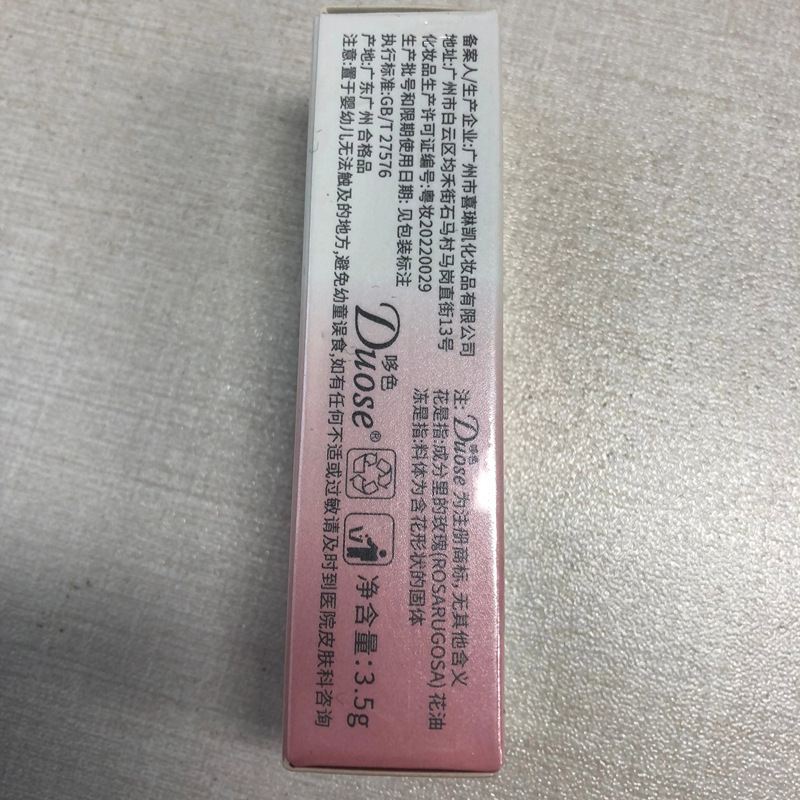 备案人/生产企业:广州市喜琳凯化妆品有限公司
地址:广州市白云区均禾街石马村马岗直街13号
化妆品生产许可证编号:粤妆20220029
生产批号和限期使用日期: 见包装标注
执行标准:GB/T 27576
产地:广东广州 合格品
注意:置于婴幼儿无法触及的地方,避免幼童误食,如有任何不适或过敏请及时到医院皮肤科咨询
哆色
Duose®
净含量:3.5g
注: Duose哆色 为注册商标, 无其他含义
花是指:成分里的玫瑰(ROSARUGOSA) 花油
冻是指:料体为含花形状的固体